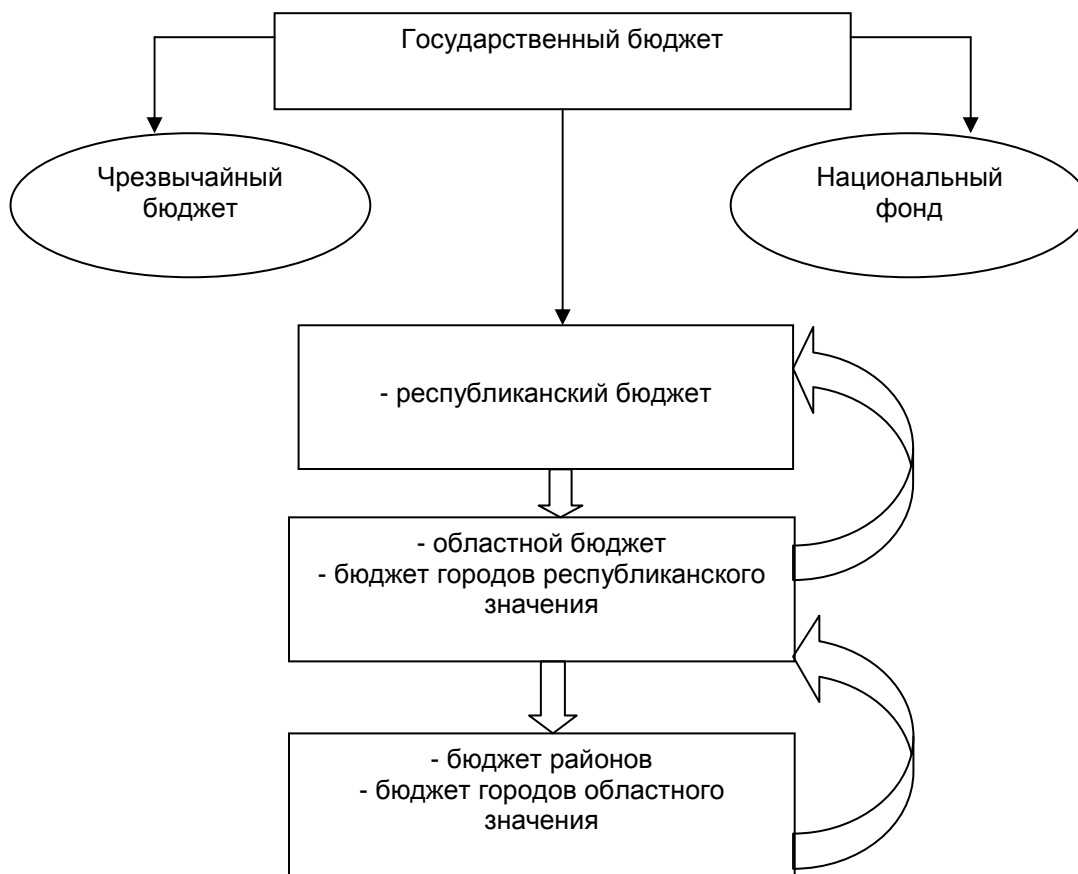 Государственный бюджет
Чрезвычайный
бюджет
Национальный
фонд
- республиканский бюджет
- областной бюджет
- бюджет городов республиканского
значения
- бюджет районов
- бюджет городов областного
значения